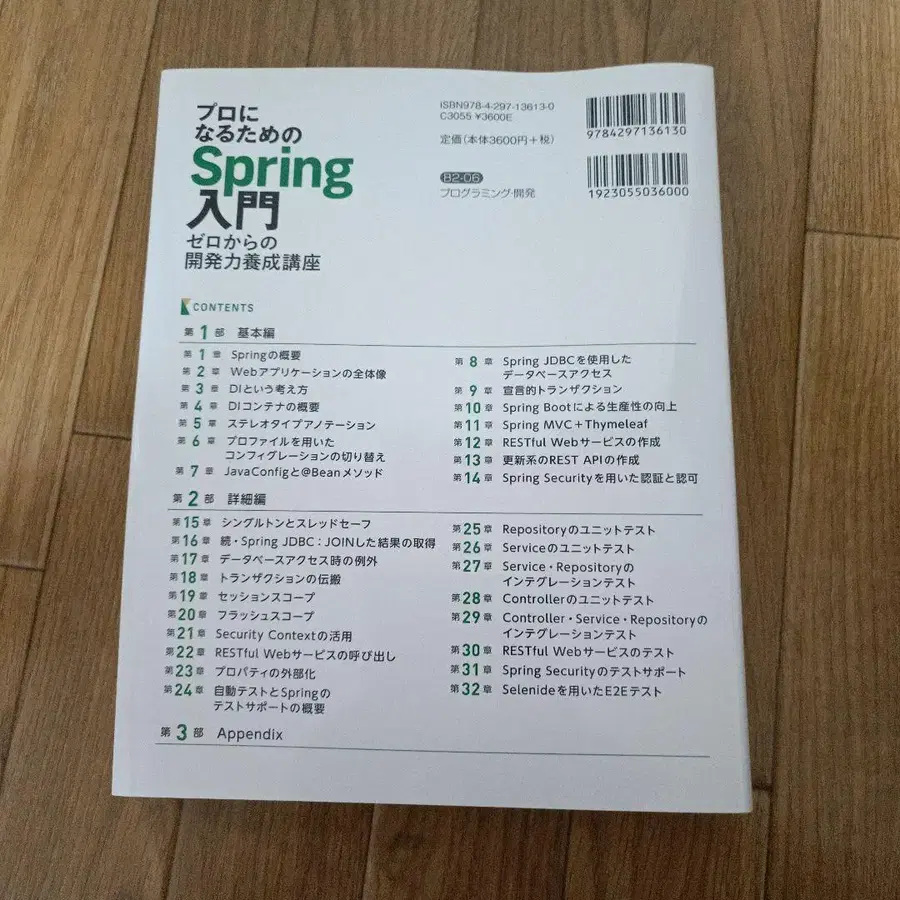 プロに
なるための
Spring
入門
ゼロからの
開発力養成講座
ISBN978-4-297-13613-0
C3055 ¥3600E
定価(本体3600円+税)
B2-06
プログラミング・開発
9784297136130
1923055036000
CONTENTS
第1部 基本編
第1章 Springの概要
第2章 Webアプリケーションの全体像
第3章 DIという考え方
第4章 DIコンテナの概要
第5章 ステレオタイプアノテーション
第6章 プロファイルを用いた
コンフィグレーションの切り替え
第7章 JavaConfigと@Beanメソッド
第8章 Spring JDBCを使用した
データベースアクセス
第9章 宣言的トランザクション
第10章 Spring Bootによる生産性の向上
第11章 Spring MVC+Thymeleaf
第12章 RESTful Webサービスの作成
第13章 更新系のREST APIの作成
第14章 Spring Securityを用いた認証と認可
第2部 詳細編
第15章 シングルトンとスレッドセーフ
第16章 続・Spring JDBC:JOINした結果の取得
第17章 データベースアクセス時の例外
第18章 トランザクションの伝搬
第19章 セッションスコープ
第20章 フラッシュスコープ
第21章 Security Contextの活用
第22章 RESTful Webサービスの呼び出し
第23章 プロパティの外部化
第24章 自動テストとSpringの
テストサポートの概要
第25章 Repositoryのユニットテスト
第26章 Serviceのユニットテスト
第27章 Service・Repositoryの
インテグレーションテスト
第28章 Controllerのユニットテスト
第29章 Controller・Service・Repositoryの
インテグレーションテスト
第30章 RESTful Webサービスのテスト
第31章 Spring Securityのテストサポート
第32章 Selenideを用いたE2Eテスト
第3部 Appendix